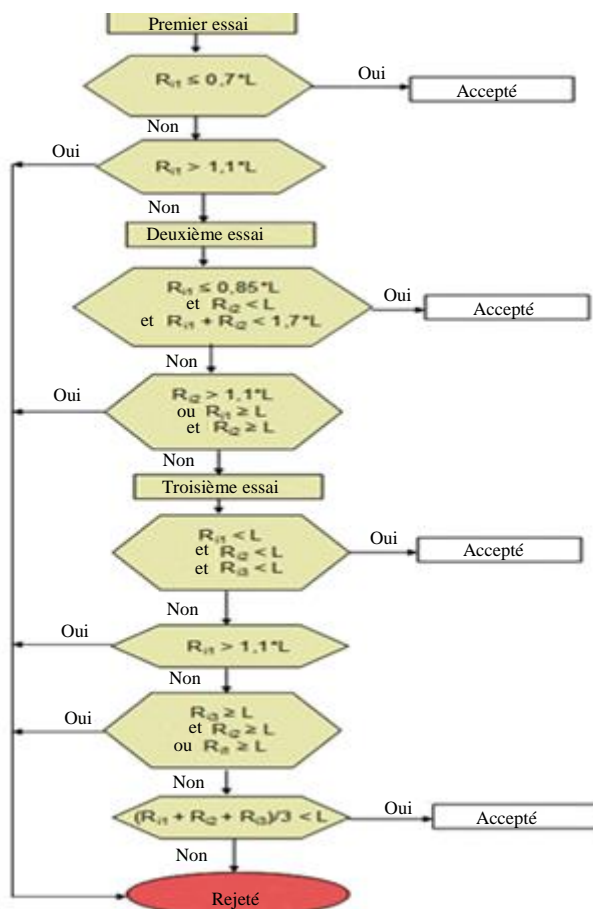 Premier essai
Ri1 ≤ 0,7*L
Oui
Accepté
Non
Oui
Ri1 > 1,1*L
Non
Deuxième essai
Ri1 ≤ 0,85*L
et Ri2 < L
et Ri1 + Ri2 < 1,7*L
Oui
Accepté
Non
Oui
Ri2 > 1,1*L
ou Ri1 ≥ L
et Ri2 ≥ L
Non
Troisième essai
Ri1 < L
et Ri2 < L
et Ri3 < L
Oui
Accepté
Non
Oui
Ri1 > 1,1*L
Non
Oui
Ri3 ≥ L
et Ri2 ≥ L
ou Ri1 ≥ L
Non
(Ri1 + Ri2 + Ri3)/3 < L
Oui
Accepté
Non
Rejeté